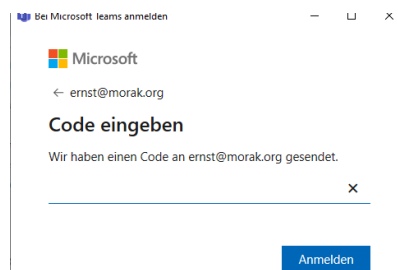 Bei Microsoft Teams anmelden
Microsoft
← ernst@morak.org
Code eingeben
Wir haben einen Code an ernst@morak.org gesendet.
Anmelden